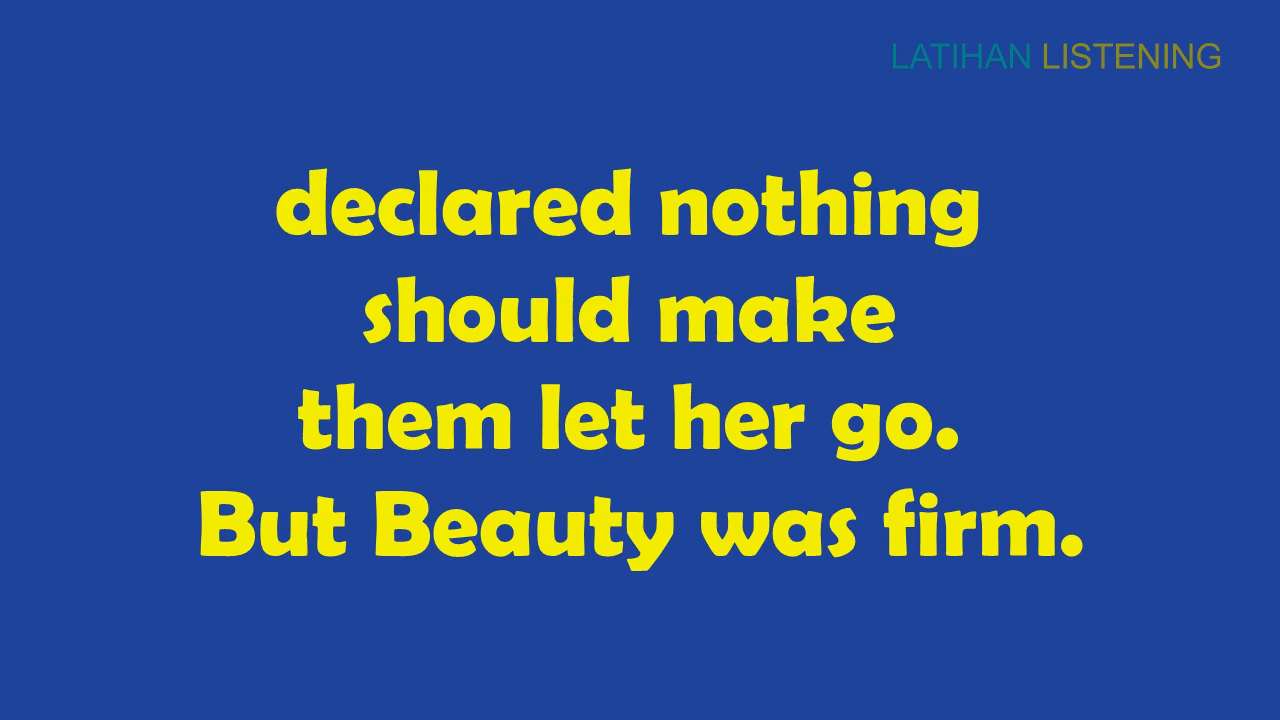 LATIHAN LISTENING
declared nothing
should make
them let her go.
But Beauty was firm.